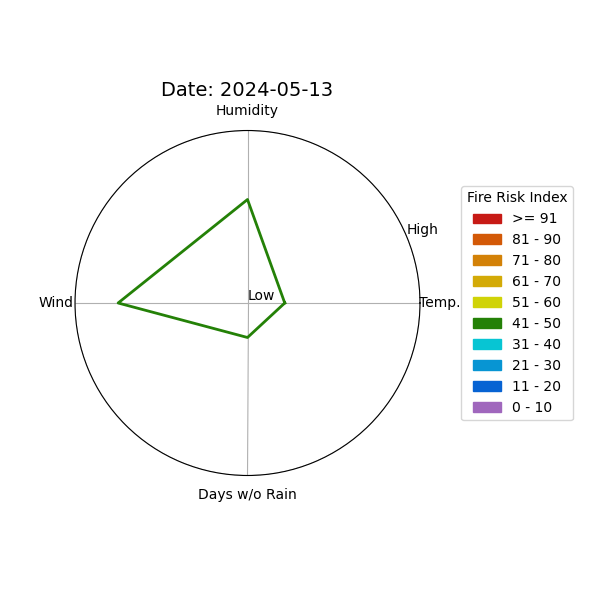 Date: 2024-05-13
Humidity
High
Low
Wind
Temp.
Days w/o Rain
Fire Risk Index
>= 91
81 - 90
71 - 80
61 - 70
51 - 60
41 - 50
31 - 40
21 - 30
11 - 20
0 - 10